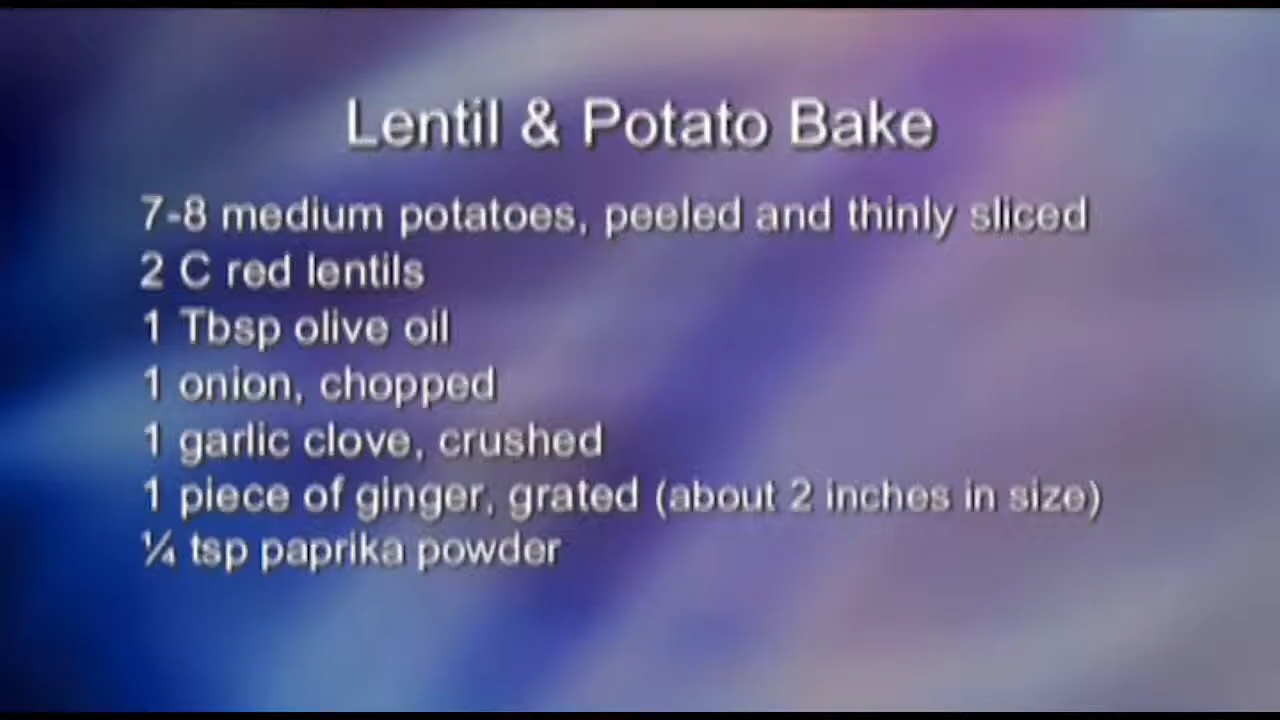 Lentil & Potato Bake
7-8 medium potatoes, peeled and thinly sliced
2 C red lentils
1 Tbsp olive oil
1 onion, chopped
1 garlic clove, crushed
1 piece of ginger, grated (about 2 inches in size)
¼ tsp paprika powder